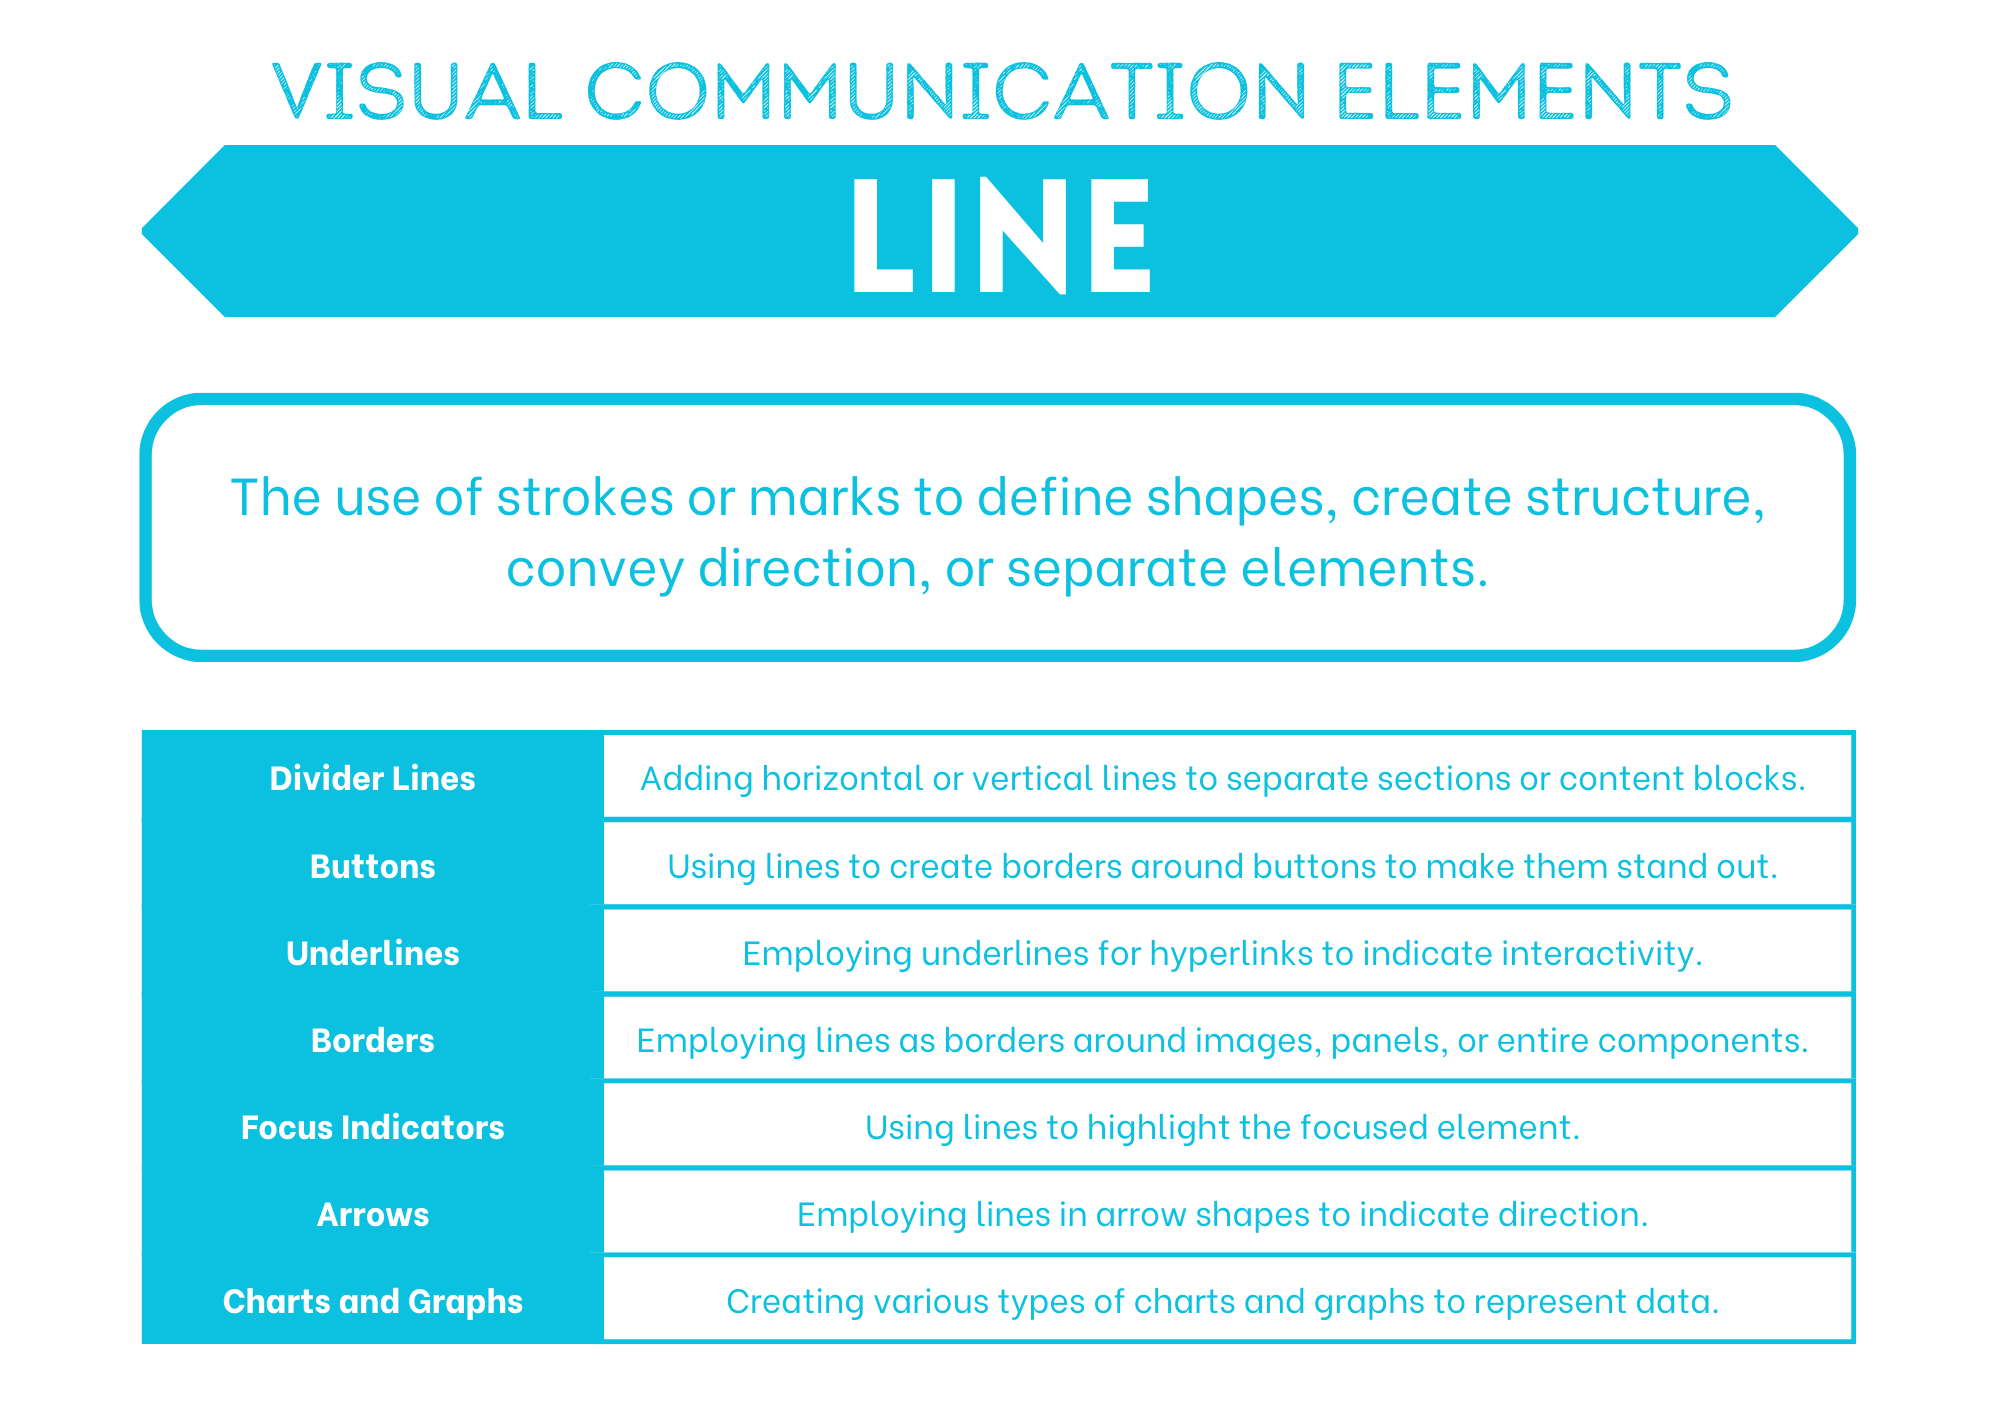 VISUAL COMMUNICATION ELEMENTS
LINE
The use of strokes or marks to define shapes, create structure,
convey direction, or separate elements.
Divider Lines
Adding horizontal or vertical lines to separate sections or content blocks.
Buttons
Using lines to create borders around buttons to make them stand out.
Underlines
Employing underlines for hyperlinks to indicate interactivity.
Borders
Employing lines as borders around images, panels, or entire components.
Focus Indicators
Using lines to highlight the focused element.
Arrows
Employing lines in arrow shapes to indicate direction.
Charts and Graphs
Creating various types of charts and graphs to represent data.